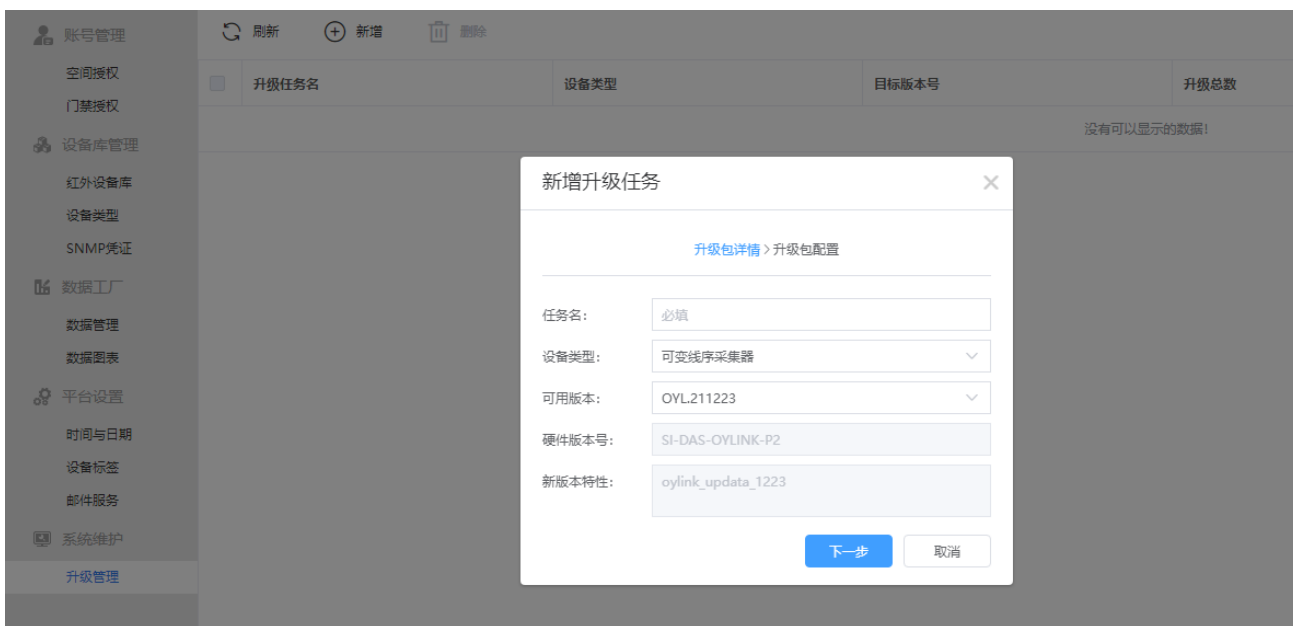 账号管理
空间授权
门禁授权
设备库管理
红外设备库
设备类型
SNMP凭证
数据工厂
数据管理
数据图表
平台设置
时间与日期
设备标签
邮件服务
系统维护
升级管理
刷新 新增 删除
升级任务名 设备类型 目标版本号 升级总数
没有可以显示的数据!
新增升级任务
升级包详情 > 升级包配置
任务名: 必填
设备类型: 可变线序采集器
可用版本: OYL.211223
硬件版本号: SI-DAS-OYLINK-P2
新版本特性: oylink_updata_1223
下一步 取消